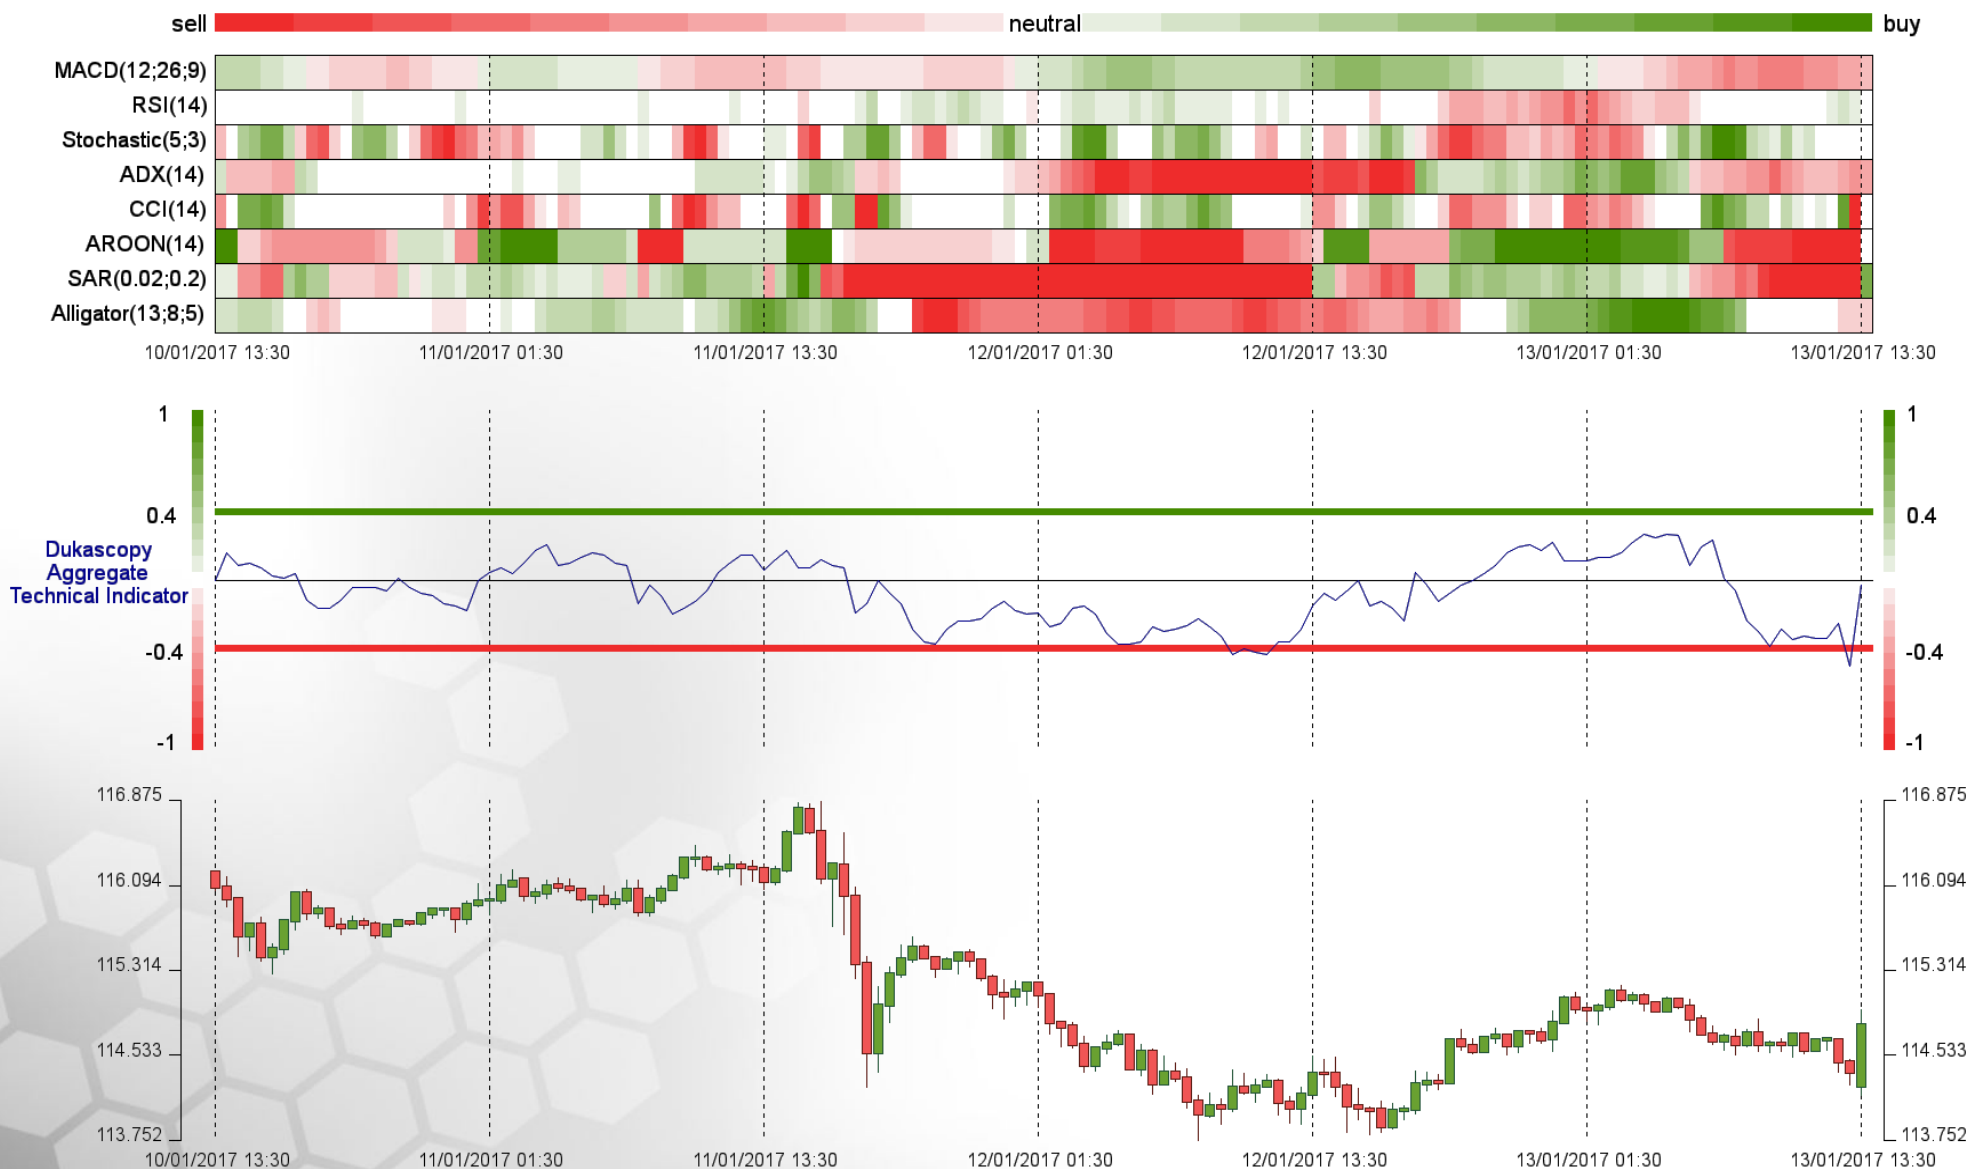 sell neutral buy
MACD(12;26;9)
RSI(14)
Stochastic(5;3)
ADX(14)
CCI(14)
AROON(14)
SAR(0.02;0.2)
Alligator(13;8;5)
10/01/2017 13:30 11/01/2017 01:30 11/01/2017 13:30 12/01/2017 01:30 12/01/2017 13:30 13/01/2017 01:30 13/01/2017 13:30
1 1
0.4 0.4
Dukascopy
Aggregate
Technical Indicator
-0.4 -0.4
-1 -1
116.875 116.875
116.094 116.094
115.314 115.314
114.533 114.533
113.752 113.752
10/01/2017 13:30 11/01/2017 01:30 11/01/2017 13:30 12/01/2017 01:30 12/01/2017 13:30 13/01/2017 01:30 13/01/2017 13:30